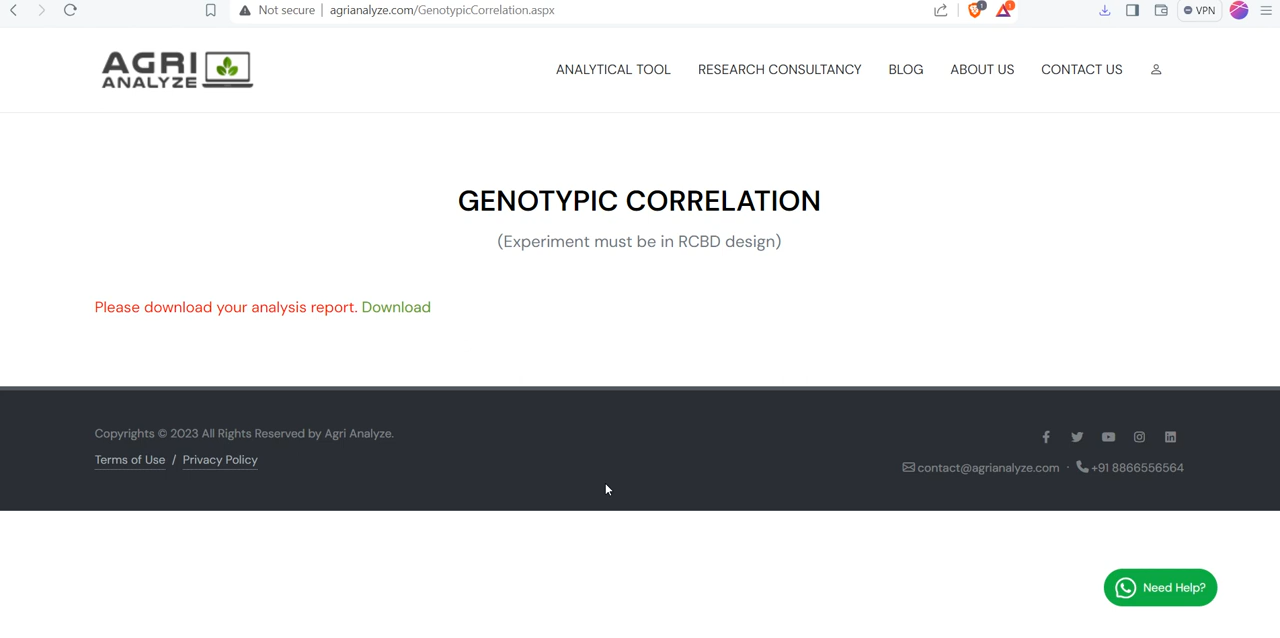 Not secure | agrianalyze.com/GenotypicCorrelation.aspx
1
1
VPN
AGRI
ANALYZE
ANALYTICAL TOOL RESEARCH CONSULTANCY BLOG ABOUT US CONTACT US
GENOTYPIC CORRELATION
(Experiment must be in RCBD design)
Please download your analysis report. Download
Copyrights © 2023 All Rights Reserved by Agri Analyze.
Terms of Use / Privacy Policy
contact@agrianalyze.com · +91 8866556564
Need Help?